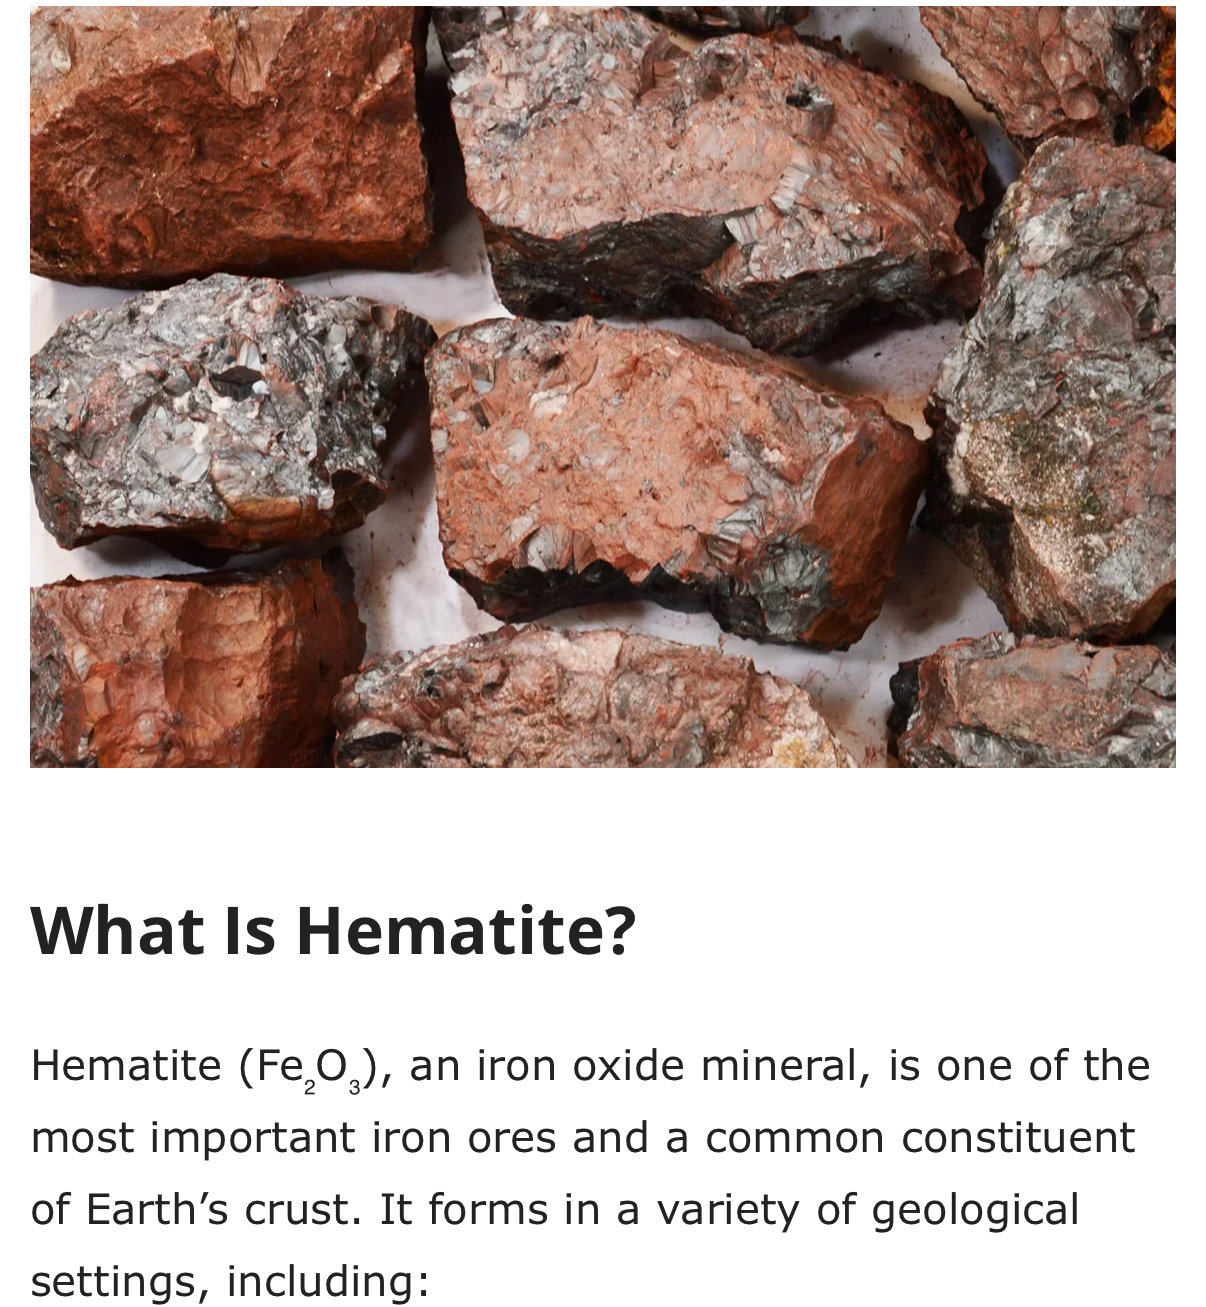 What Is Hematite?
Hematite (Fe₂O₃), an iron oxide mineral, is one of the
most important iron ores and a common constituent
of Earth’s crust. It forms in a variety of geological
settings, including: